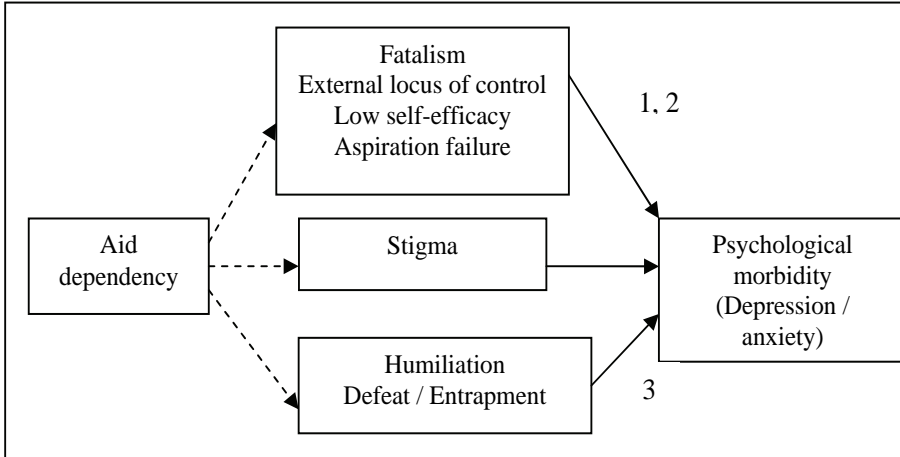 Fatalism
External locus of control
Low self-efficacy
Aspiration failure
1, 2
Aid
dependency
Stigma
Psychological
morbidity
(Depression /
anxiety)
Humiliation
Defeat / Entrapment
3